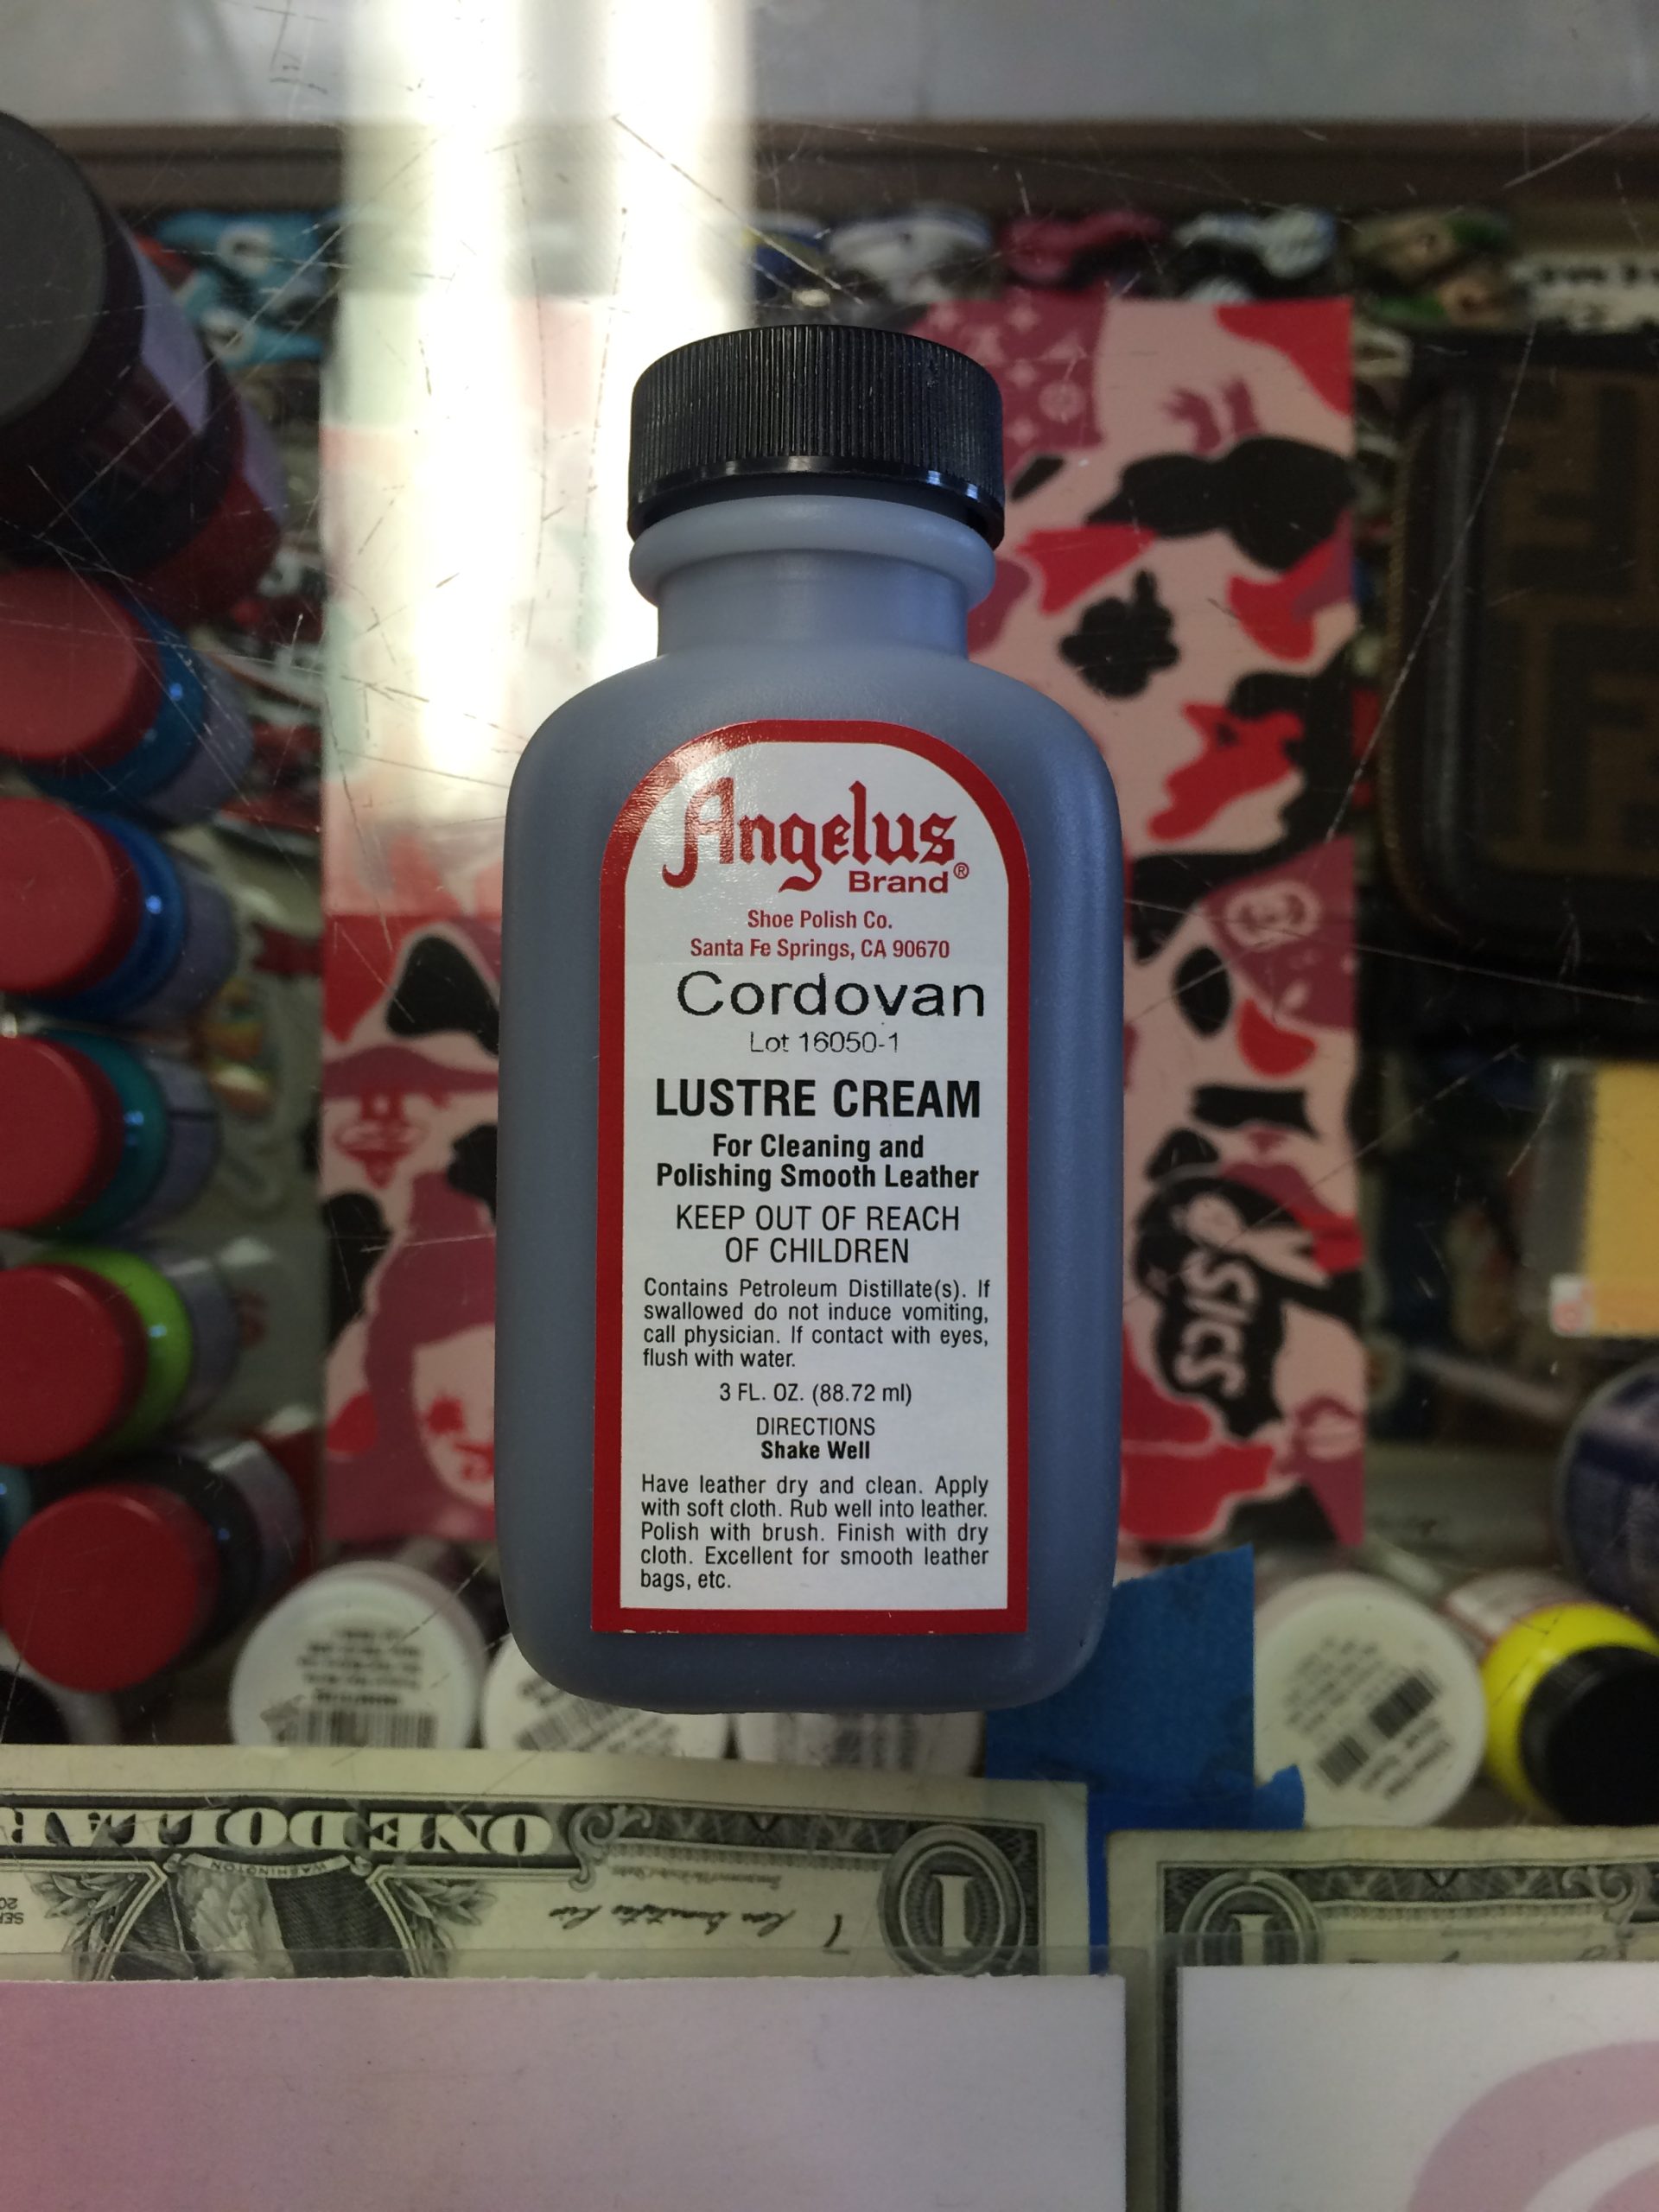 Angelus
Brand®
Shoe Polish Co.
Santa Fe Springs, CA 90670
Cordovan
Lot 16050-1
LUSTRE CREAM
For Cleaning and
Polishing Smooth Leather
KEEP OUT OF REACH
OF CHILDREN
Contains Petroleum Distillate(s). If
swallowed do not induce vomiting,
call physician. If contact with eyes,
flush with water.
3 FL. OZ. (88.72 ml)
DIRECTIONS
Shake Well
Have leather dry and clean. Apply
with soft cloth. Rub well into leather.
Polish with brush. Finish with dry
cloth. Excellent for smooth leather
bags, etc.
asics
ONE DOLLAR
WASHINGTON
1
1